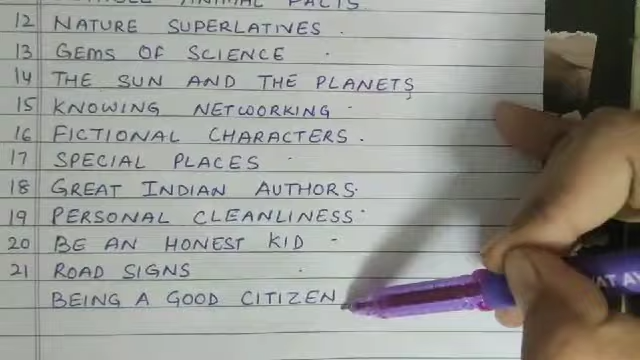 ANIMAL FACTS
12 NATURE SUPERLATIVES.
13 GEMS OF SCIENCE
14 THE SUN AND THE PLANETS
15 KNOWING NETWORKING
16 FICTIONAL CHARACTERS.
17 SPECIAL PLACES
18 GREAT INDIAN AUTHORS.
19 PERSONAL CLEANLINESS
20 BE AN HONEST KID
21 ROAD SIGNS
BEING A GOOD CITIZEN